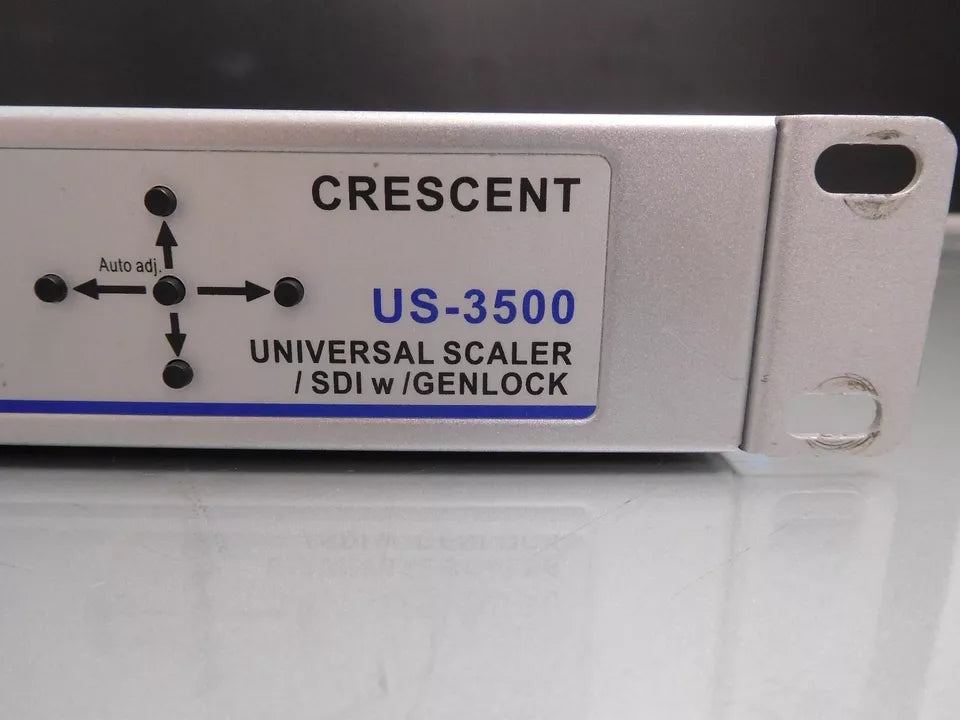 CRESCENT
Auto adj.
US-3500
UNIVERSAL SCALER
/ SDI w /GENLOCK